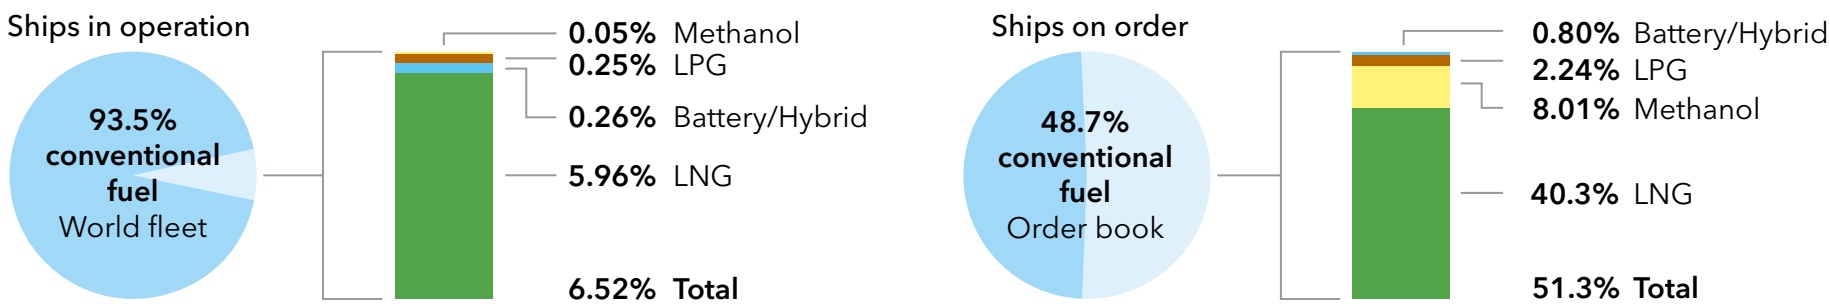 Ships in operation
93.5%
conventional
fuel
World fleet
0.05% Methanol
0.25% LPG
0.26% Battery/Hybrid
5.96% LNG
6.52% Total
Ships on order
48.7%
conventional
fuel
Order book
0.80% Battery/Hybrid
2.24% LPG
8.01% Methanol
40.3% LNG
51.3% Total